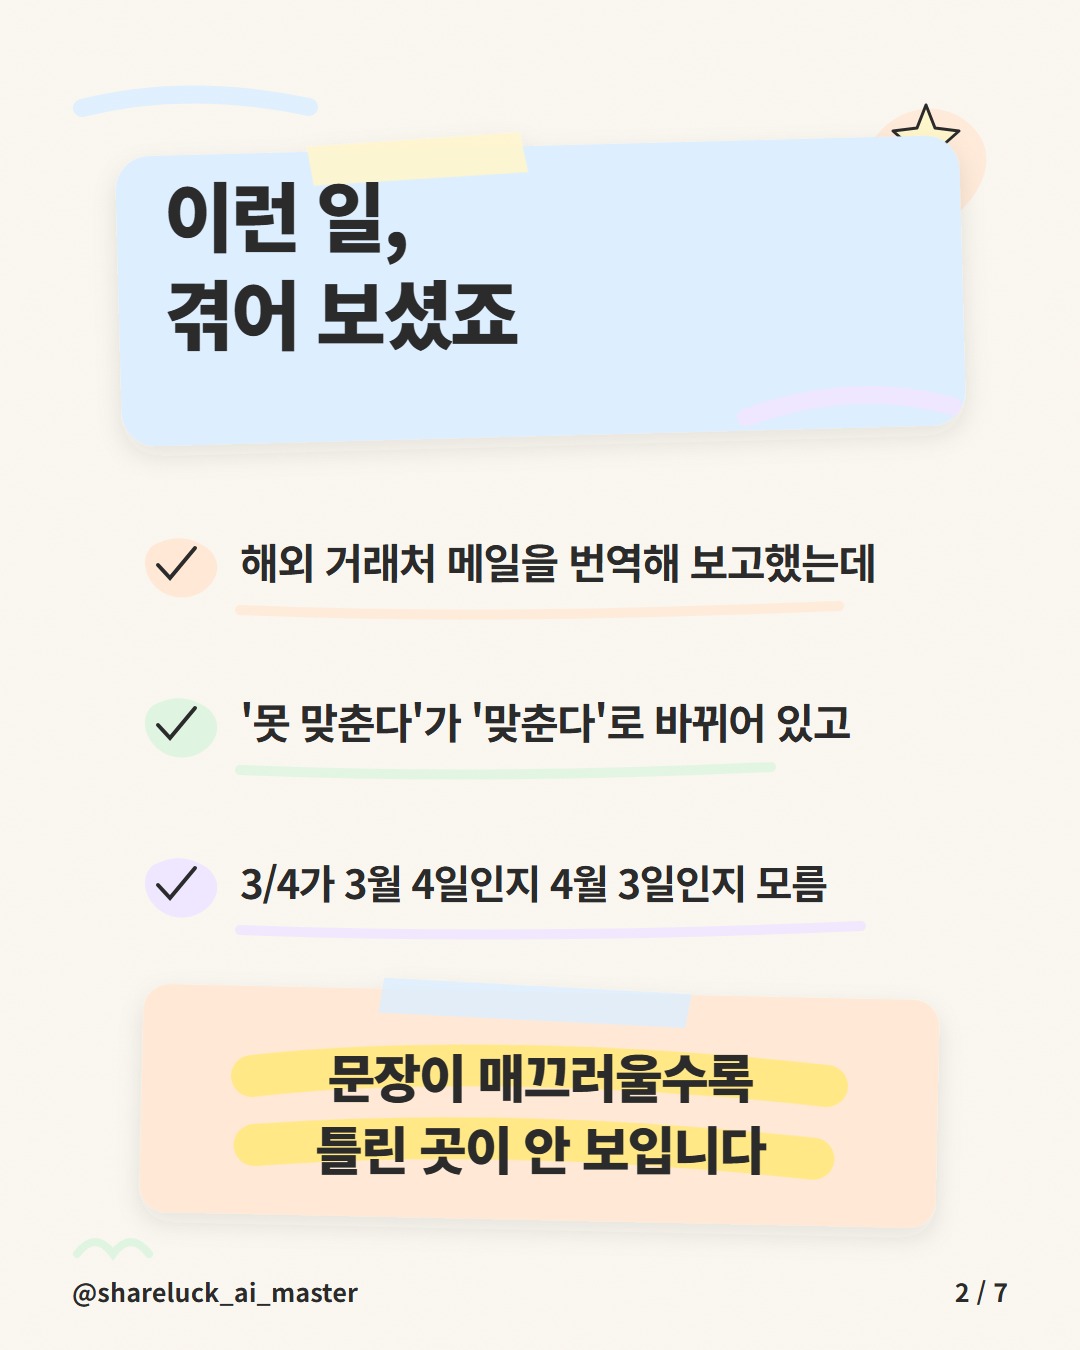 이런 일,
겪어 보셨죠
해외 거래처 메일을 번역해 보고했는데
'못 맞춘다'가 '맞춘다'로 바뀌어 있고
3/4가 3월 4일인지 4월 3일인지 모름
문장이 매끄러울수록
틀린 곳이 안 보입니다
@shareluck_ai_master
2 / 7